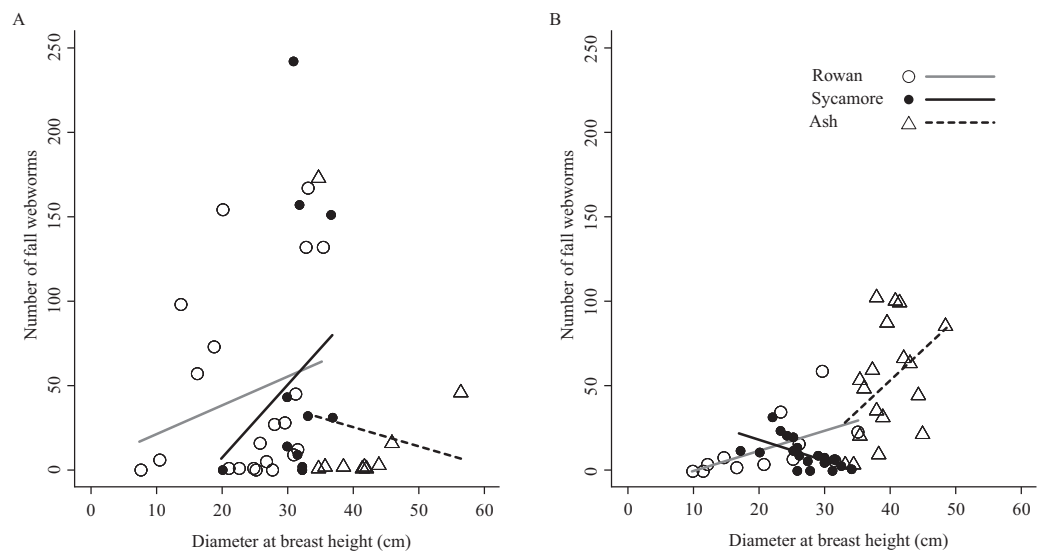 A
Number of fall webworms
250
200
150
100
50
0
0 10 20 30 40 50 60
Diameter at breast height (cm)
B
Number of fall webworms
250
200
150
100
50
0
Rowan
Sycamore
Ash
0 10 20 30 40 50 60
Diameter at breast height (cm)